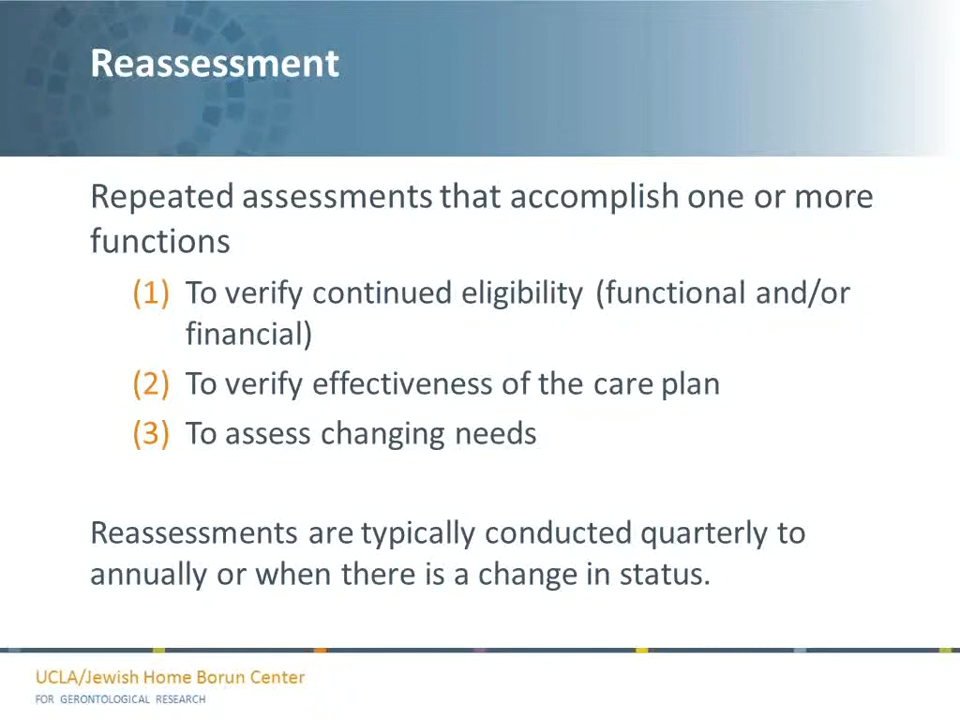 Reassessment
Repeated assessments that accomplish one or more
functions
(1) To verify continued eligibility (functional and/or
financial)
(2) To verify effectiveness of the care plan
(3) To assess changing needs
Reassessments are typically conducted quarterly to
annually or when there is a change in status.
UCLA/Jewish Home Borun Center
FOR GERONTOLOGICAL RESEARCH